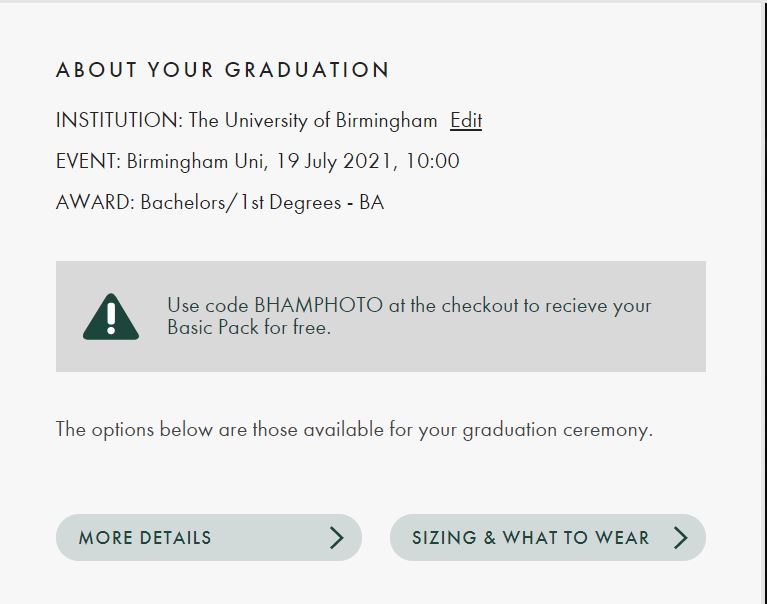 ABOUT YOUR GRADUATION
INSTITUTION: The University of Birmingham Edit
EVENT: Birmingham Uni, 19 July 2021, 10:00
AWARD: Bachelors/1st Degrees - BA
Use code BHAMPHOTO at the checkout to recieve your
Basic Pack for free.
The options below are those available for your graduation ceremony.
MORE DETAILS
SIZING & WHAT TO WEAR